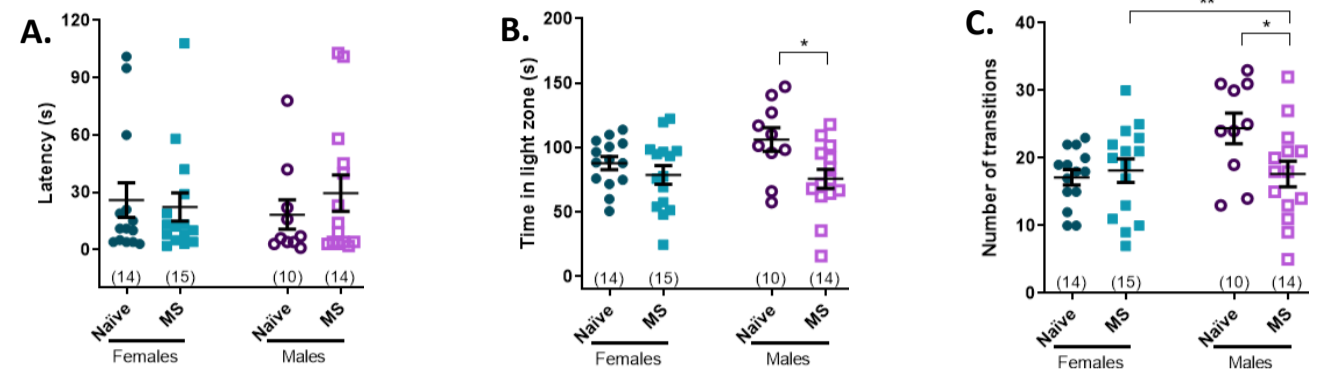 A.
Latency (s)
120
90
60
30
0
(14) (15) (10) (14)
Naïve MS Naïve MS
Females Males
B.
Time in light zone (s)
200
150
100
50
0
*
(14) (15) (10) (14)
Naïve MS Naïve MS
Females Males
C.
Number of transitions
40
30
20
10
0
**
*
(14) (15) (10) (14)
Naïve MS Naïve MS
Females Males